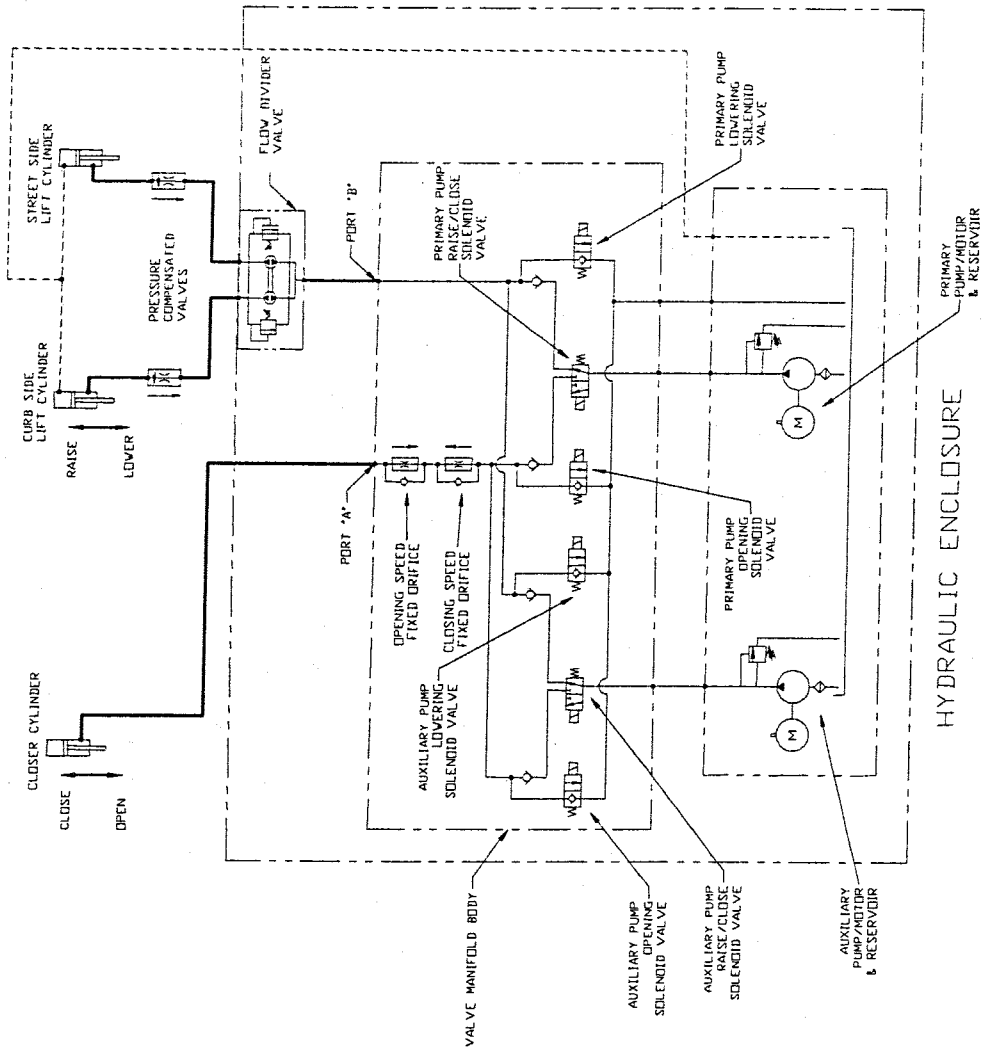 CLOSER CYLINDER
CLOSE
OPEN
CURB SIDE
LIFT CYLINDER
RAISE
LOWER
STREET SIDE
LIFT CYLINDER
PRESSURE
COMPENSATED
VALVES
FLOW DIVIDER
VALVE
PORT "A"
PORT "B"
OPENING SPEED
FIXED ORIFICE
CLOSING SPEED
FIXED ORIFICE
PRIMARY PUMP
RAISE/CLOSE
SOLENOID
VALVE
PRIMARY PUMP
LOWERING
SOLENOID
VALVE
AUXILIARY PUMP
LOWERING
SOLENOID VALVE
PRIMARY PUMP
OPENING
SOLENOID
VALVE
VALVE MANIFOLD BODY
AUXILIARY PUMP
OPENING
SOLENOID VALVE
AUXILIARY PUMP
RAISE/CLOSE
SOLENOID VALVE
M
M
AUXILIARY
PUMP/MOTOR
& RESERVOIR
PRIMARY
PUMP/MOTOR
& RESERVOIR
HYDRAULIC ENCLOSURE